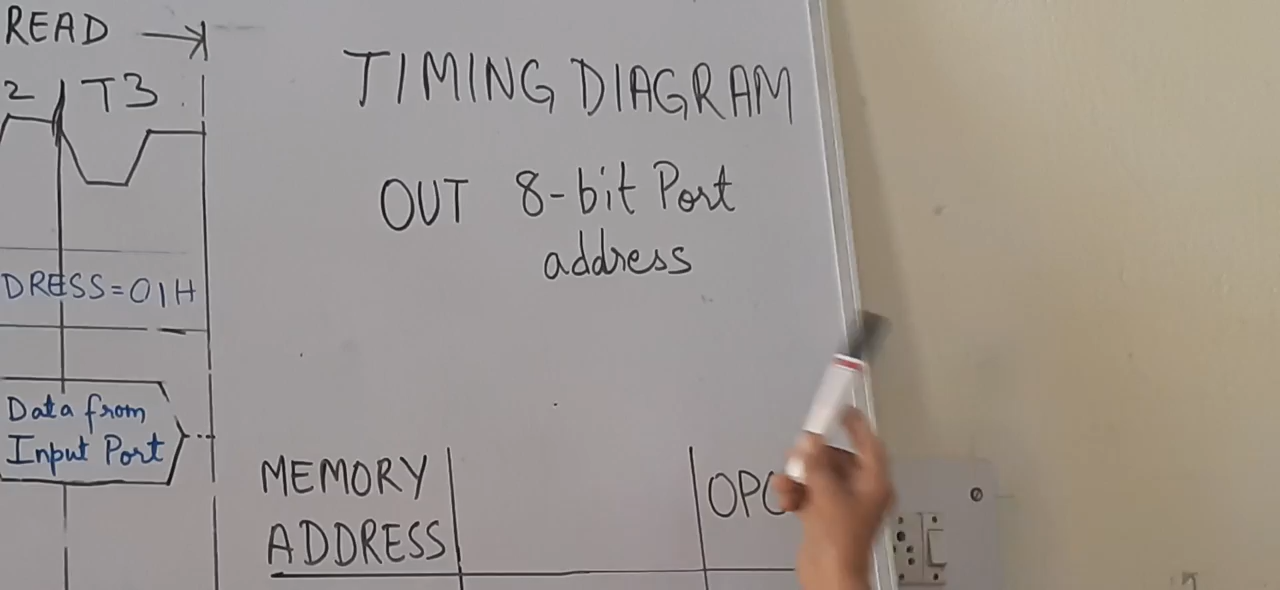 READ
2 T3
DRESS=01H
Data from
Input Port
TIMING DIAGRAM
OUT 8-bit Port
address
MEMORY
ADDRESS
OPC